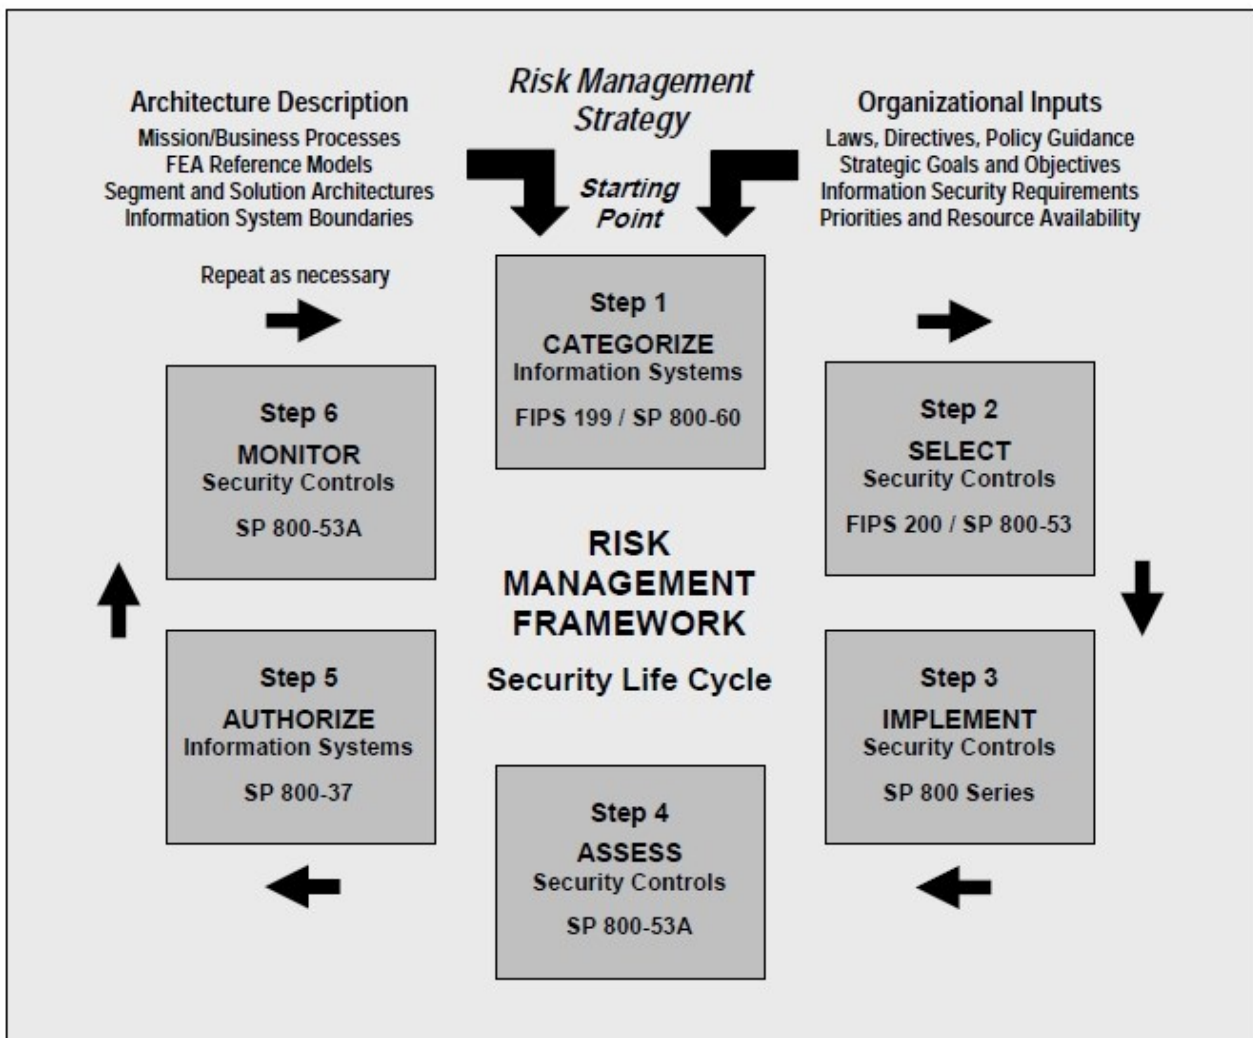 Risk Management
Strategy
Architecture Description
Mission/Business Processes
FEA Reference Models
Segment and Solution Architectures
Information System Boundaries
Organizational Inputs
Laws, Directives, Policy Guidance
Strategic Goals and Objectives
Information Security Requirements
Priorities and Resource Availability
Starting
Point
Repeat as necessary
Step 1
CATEGORIZE
Information Systems
FIPS 199 / SP 800-60
Step 2
SELECT
Security Controls
FIPS 200 / SP 800-53
Step 3
IMPLEMENT
Security Controls
SP 800 Series
Step 4
ASSESS
Security Controls
SP 800-53A
Step 5
AUTHORIZE
Information Systems
SP 800-37
Step 6
MONITOR
Security Controls
SP 800-53A
RISK
MANAGEMENT
FRAMEWORK
Security Life Cycle